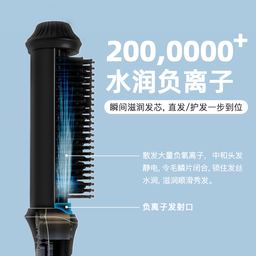 200,0000+
水润负离子
瞬间滋润发芯,直发/护发一步到位
散发大量负氧离子,中和头发
静电,令毛鳞片闭合,锁住发丝
水润,滋润顺滑秀发。
负离子发射口